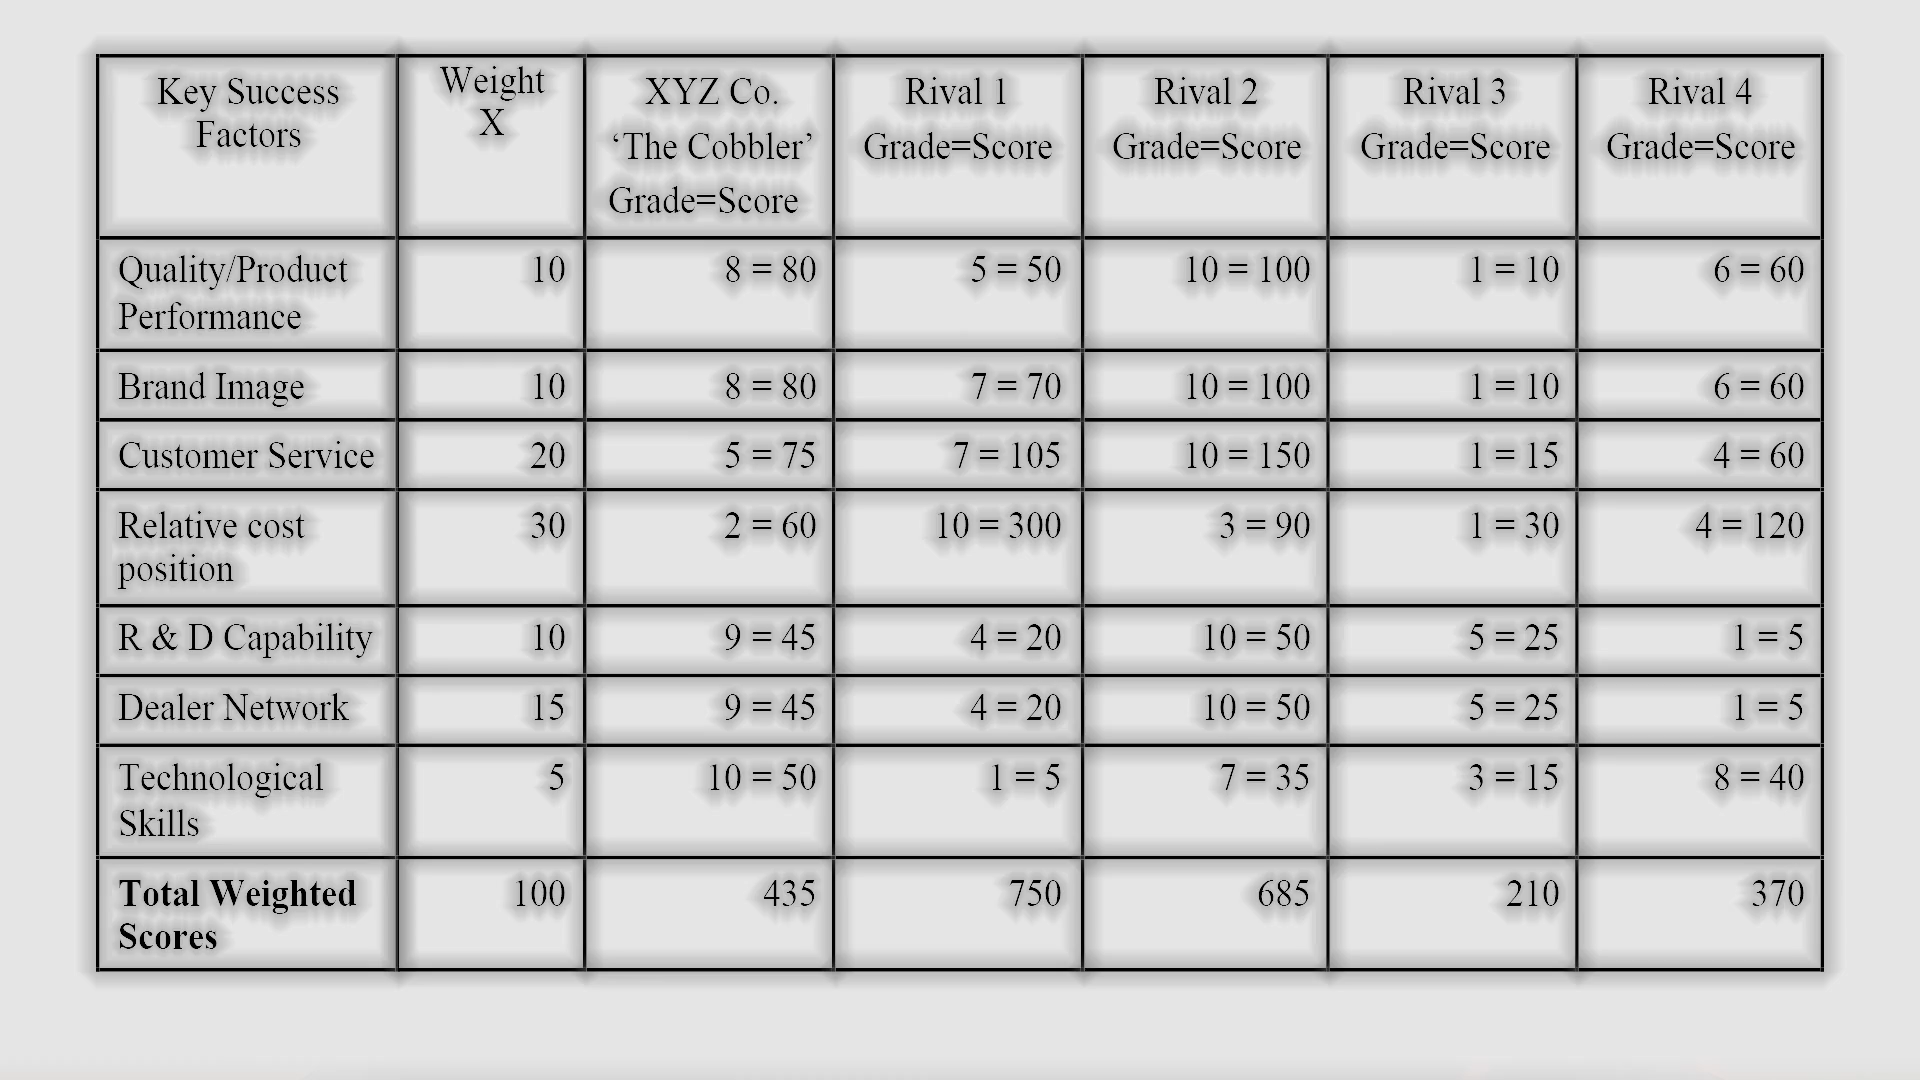 Key Success Factors | Weight X | XYZ Co. ‘The Cobbler’ Grade=Score | Rival 1 Grade=Score | Rival 2 Grade=Score | Rival 3 Grade=Score | Rival 4 Grade=Score
Quality/Product Performance | 10 | 8 = 80 | 5 = 50 | 10 = 100 | 1 = 10 | 6 = 60
Brand Image | 10 | 8 = 80 | 7 = 70 | 10 = 100 | 1 = 10 | 6 = 60
Customer Service | 20 | 5 = 75 | 7 = 105 | 10 = 150 | 1 = 15 | 4 = 60
Relative cost position | 30 | 2 = 60 | 10 = 300 | 3 = 90 | 1 = 30 | 4 = 120
R & D Capability | 10 | 9 = 45 | 4 = 20 | 10 = 50 | 5 = 25 | 1 = 5
Dealer Network | 15 | 9 = 45 | 4 = 20 | 10 = 50 | 5 = 25 | 1 = 5
Technological Skills | 5 | 10 = 50 | 1 = 5 | 7 = 35 | 3 = 15 | 8 = 40
Total Weighted Scores | 100 | 435 | 750 | 685 | 210 | 370